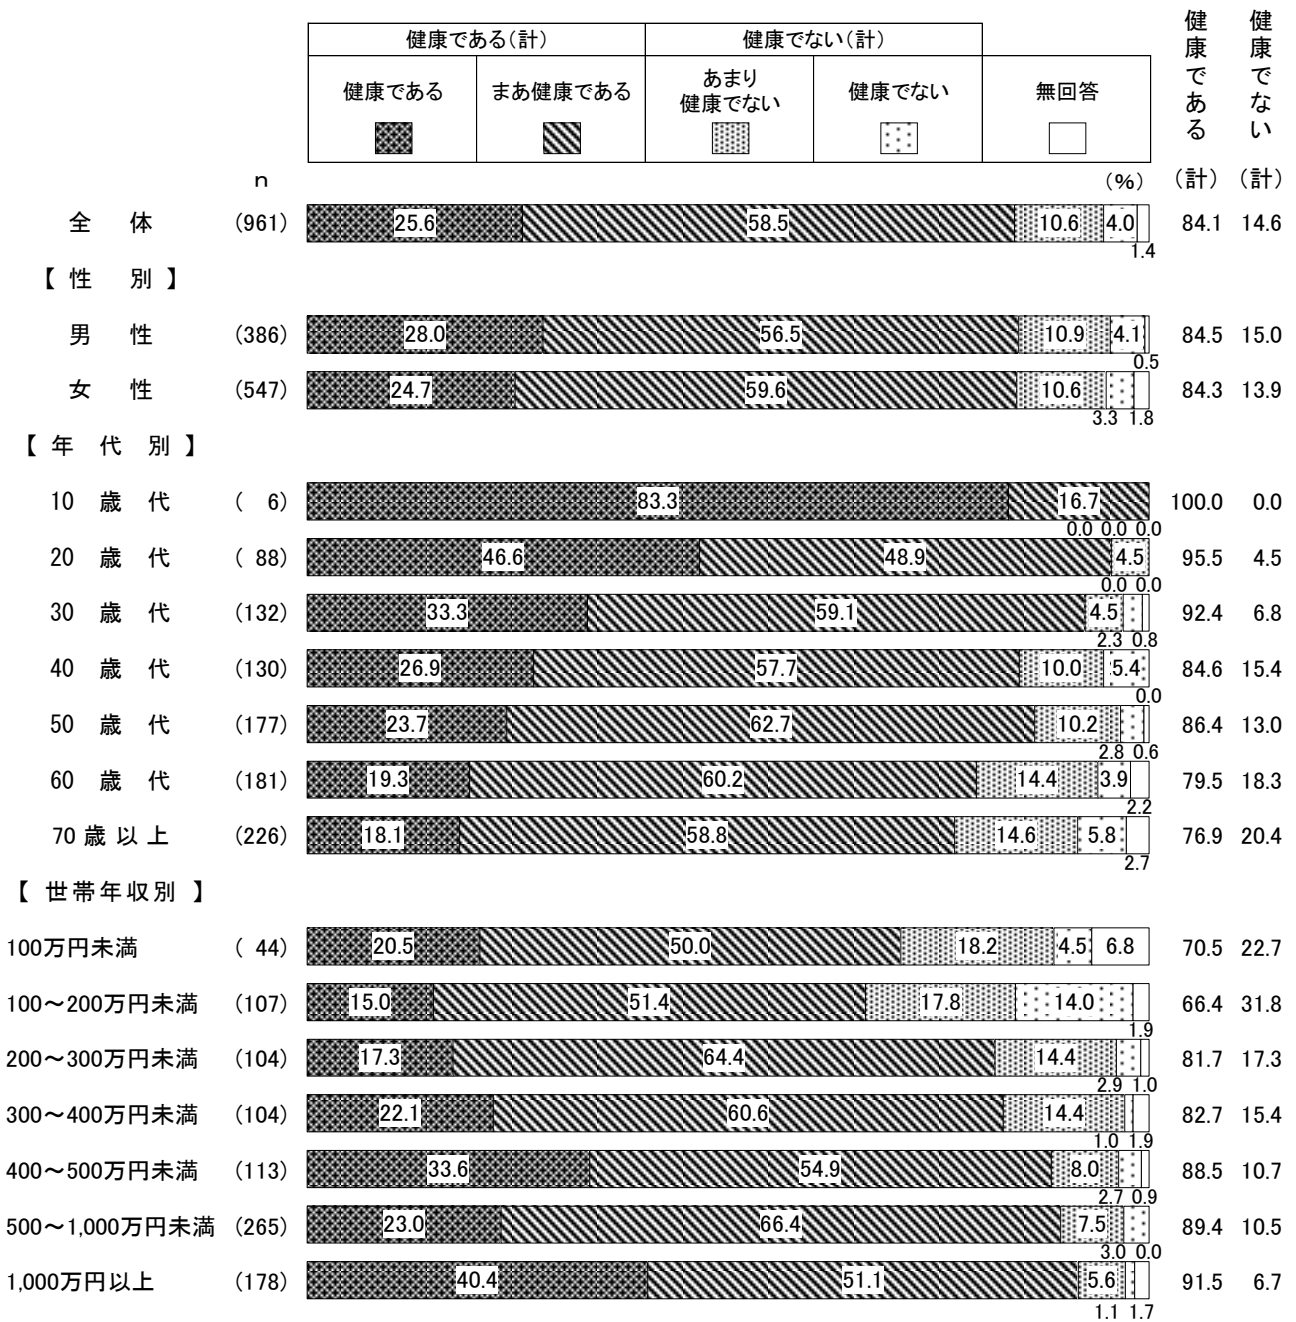 健康である(計) 健康でない(計)
健康である まあ健康である あまり健康でない 健康でない 無回答
健康である(計) 健康でない(計)
n (%)
全 体 (961) 25.6 58.5 10.6 4.0 1.4 84.1 14.6
【 性 別 】
男 性 (386) 28.0 56.5 10.9 4.1 0.5 84.5 15.0
女 性 (547) 24.7 59.6 10.6 3.3 1.8 84.3 13.9
【 年 代 別 】
10 歳 代 ( 6) 83.3 16.7 0.0 0.0 0.0 100.0 0.0
20 歳 代 ( 88) 46.6 48.9 4.5 0.0 0.0 95.5 4.5
30 歳 代 (132) 33.3 59.1 4.5 2.3 0.8 92.4 6.8
40 歳 代 (130) 26.9 57.7 10.0 5.4 0.0 84.6 15.4
50 歳 代 (177) 23.7 62.7 10.2 2.8 0.6 86.4 13.0
60 歳 代 (181) 19.3 60.2 14.4 3.9 2.2 79.5 18.3
70 歳 以 上 (226) 18.1 58.8 14.6 5.8 2.7 76.9 20.4
【 世帯年収別 】
100万円未満 ( 44) 20.5 50.0 18.2 4.5 6.8 70.5 22.7
100～200万円未満 (107) 15.0 51.4 17.8 14.0 1.9 66.4 31.8
200～300万円未満 (104) 17.3 64.4 14.4 2.9 1.0 81.7 17.3
300～400万円未満 (104) 22.1 60.6 14.4 1.0 1.9 82.7 15.4
400～500万円未満 (113) 33.6 54.9 8.0 2.7 0.9 88.5 10.7
500～1,000万円未満 (265) 23.0 66.4 7.5 3.0 0.0 89.4 10.5
1,000万円以上 (178) 40.4 51.1 5.6 1.1 1.7 91.5 6.7